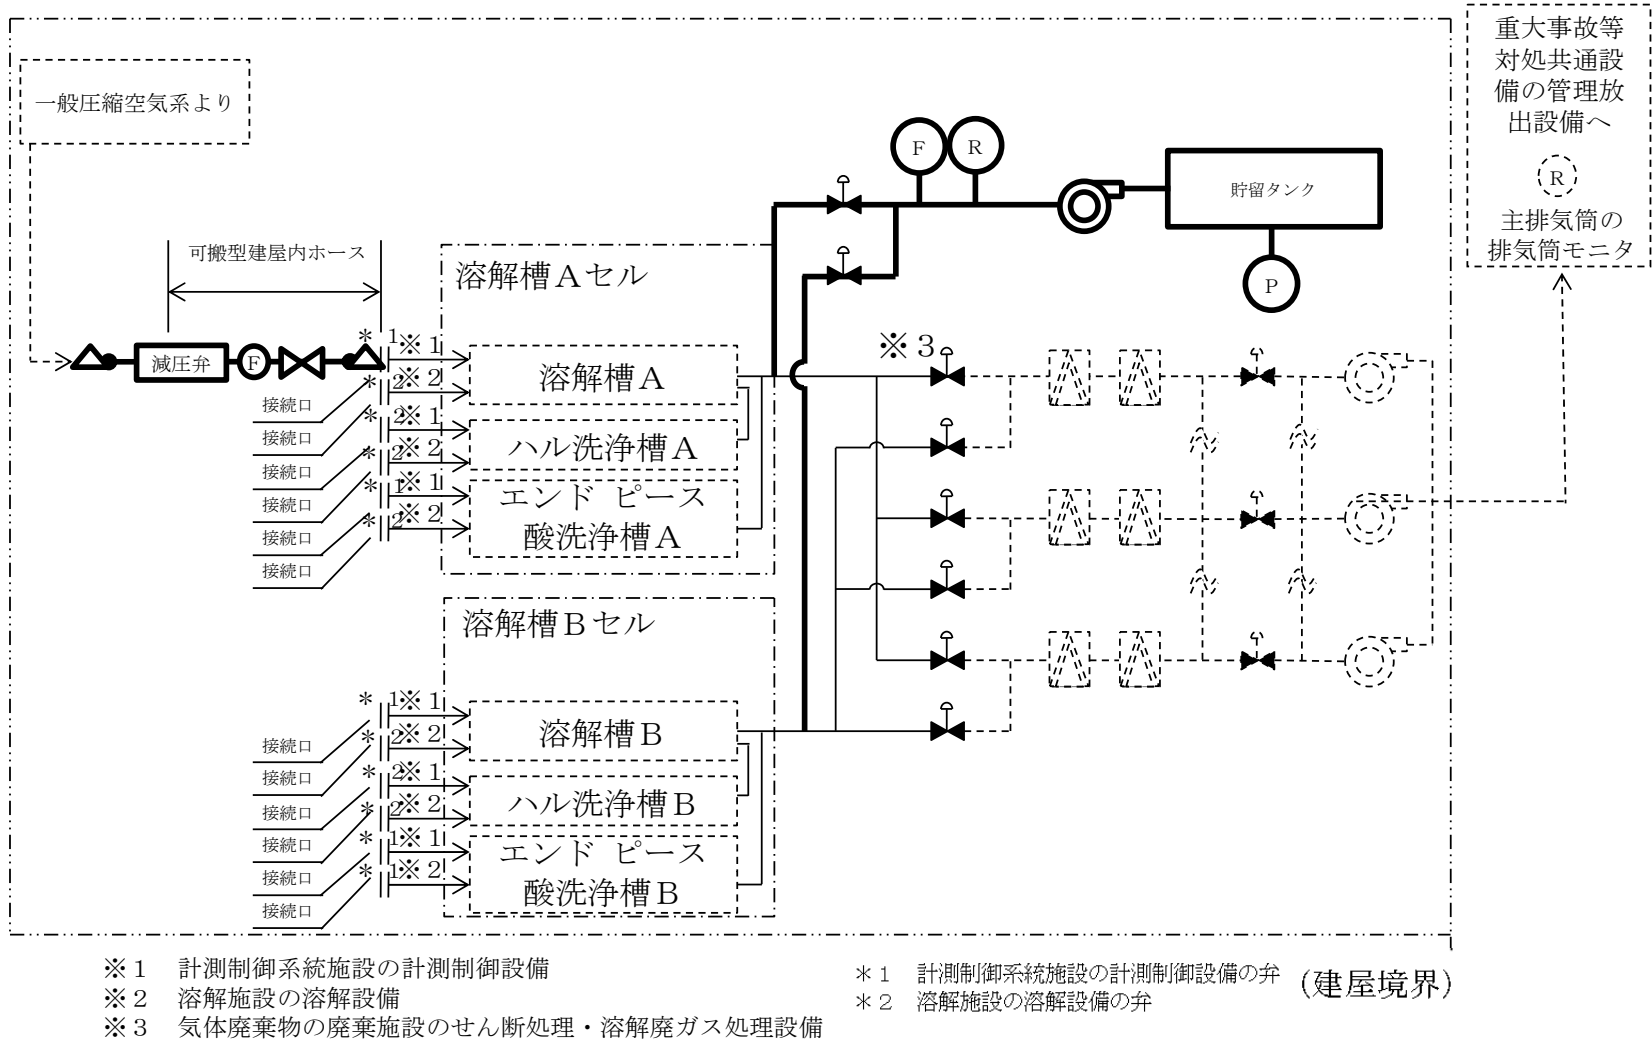 重大事故等
対処共通設
備の管理放
出設備へ
R
主排気筒の
排気筒モニタ
一般圧縮空気系より
F
R
貯留タンク
P
可搬型建屋内ホース
減圧弁
F
溶解槽Aセル
溶解槽A
ハル洗浄槽A
エンド ピース
酸洗浄槽A
※3
*1
※1
*2
※2
*2
※1
*2
※2
*1
※1
*2
※2
接続口
接続口
接続口
接続口
接続口
接続口
溶解槽Bセル
溶解槽B
ハル洗浄槽B
エンド ピース
酸洗浄槽B
*1
※1
*2
※2
*2
※1
*2
※2
*1
※1
*1
※2
接続口
接続口
接続口
接続口
接続口
接続口
※1 計測制御系統施設の計測制御設備
※2 溶解施設の溶解設備
※3 気体廃棄物の廃棄施設のせん断処理・溶解廃ガス処理設備
*1 計測制御系統施設の計測制御設備の弁
*2 溶解施設の溶解設備の弁
(建屋境界)